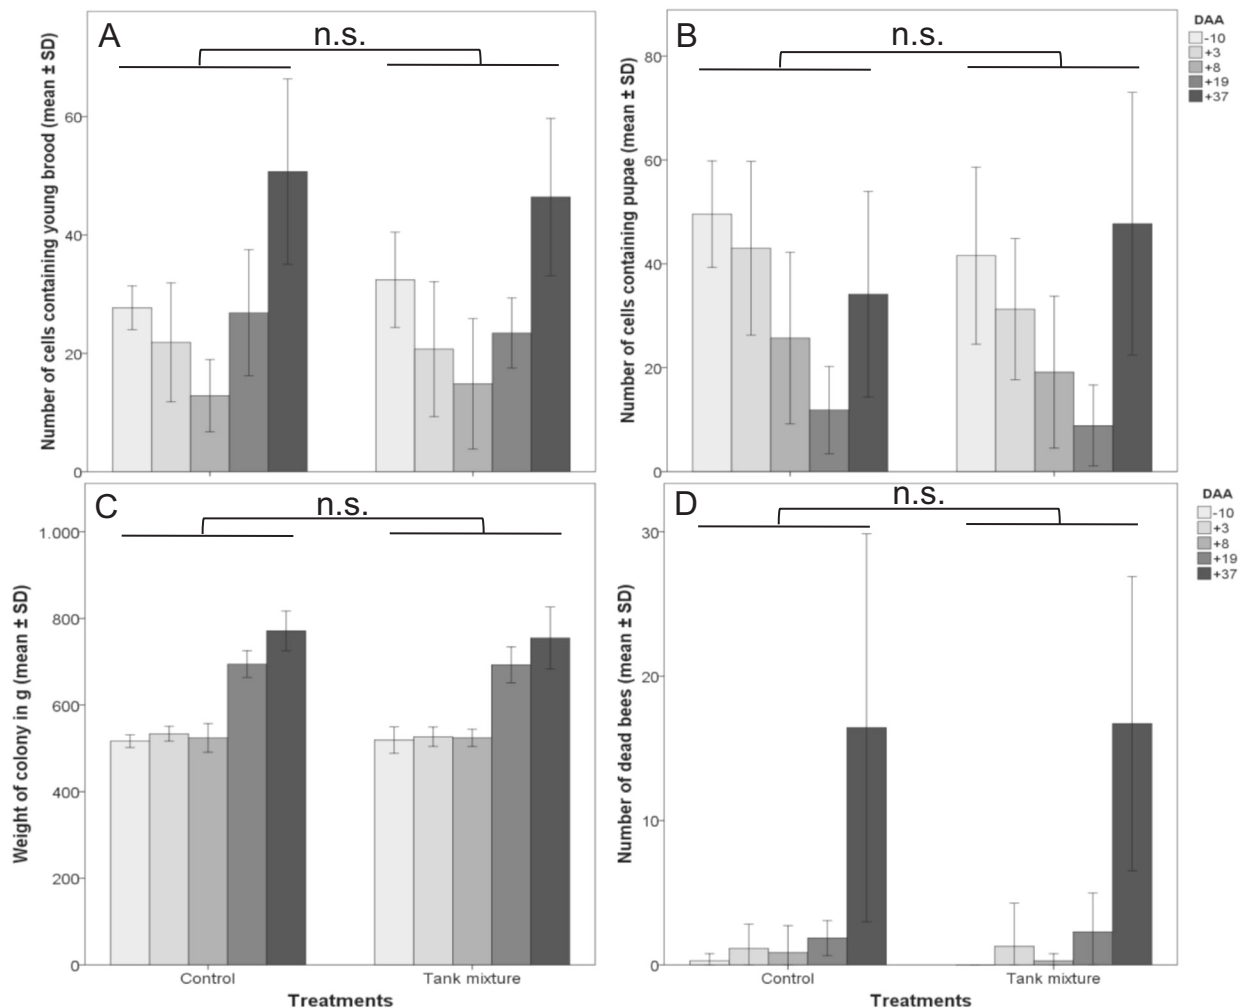 A
n.s.
Number of cells containing young brood (mean ± SD)
60
40
20
0
B
n.s.
Number of cells containing pupae (mean ± SD)
80
60
40
20
0
DAA
-10
+3
+8
+19
+37
C
n.s.
Weight of colony in g (mean ± SD)
1.000
800
600
400
200
0
Control
Tank mixture
Treatments
D
n.s.
Number of dead bees (mean ± SD)
30
20
10
0
Control
Tank mixture
Treatments
DAA
-10
+3
+8
+19
+37